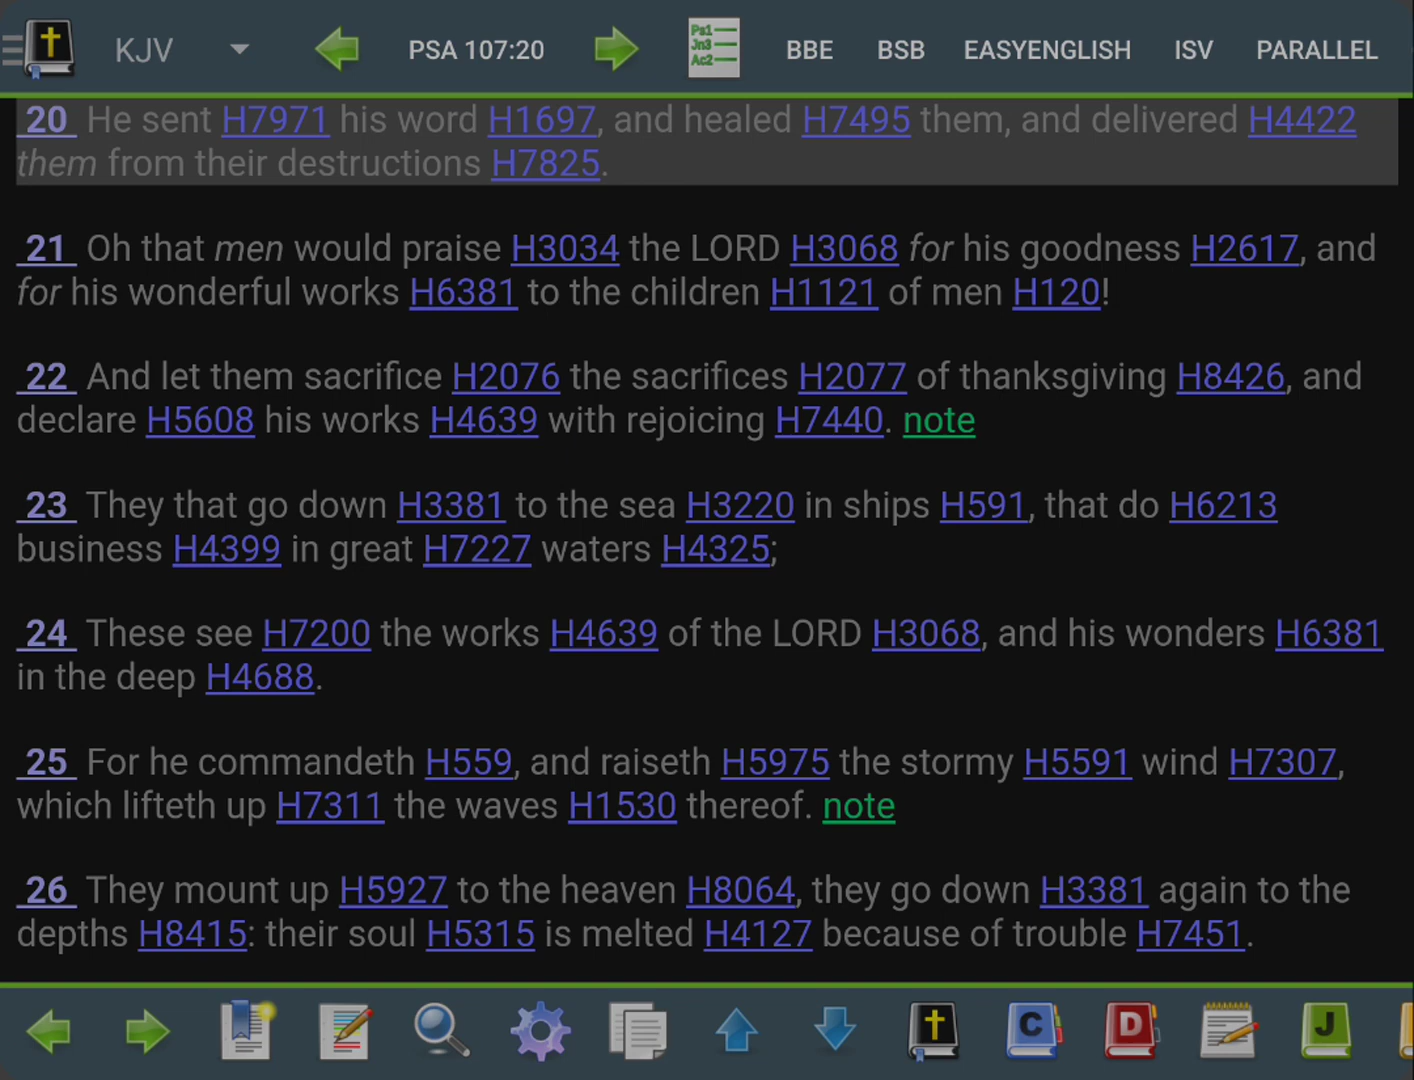 KJV PSA 107:20 Ps1 Jn3 Ac2 BBE BSB EASYENGLISH ISV PARALLEL
20 He sent H7971 his word H1697, and healed H7495 them, and delivered H4422
them from their destructions H7825.
21 Oh that men would praise H3034 the LORD H3068 for his goodness H2617, and
for his wonderful works H6381 to the children H1121 of men H120!
22 And let them sacrifice H2076 the sacrifices H2077 of thanksgiving H8426, and
declare H5608 his works H4639 with rejoicing H7440. note
23 They that go down H3381 to the sea H3220 in ships H591, that do H6213
business H4399 in great H7227 waters H4325;
24 These see H7200 the works H4639 of the LORD H3068, and his wonders H6381
in the deep H4688.
25 For he commandeth H559, and raiseth H5975 the stormy H5591 wind H7307,
which lifteth up H7311 the waves H1530 thereof. note
26 They mount up H5927 to the heaven H8064, they go down H3381 again to the
depths H8415: their soul H5315 is melted H4127 because of trouble H7451.
C D J